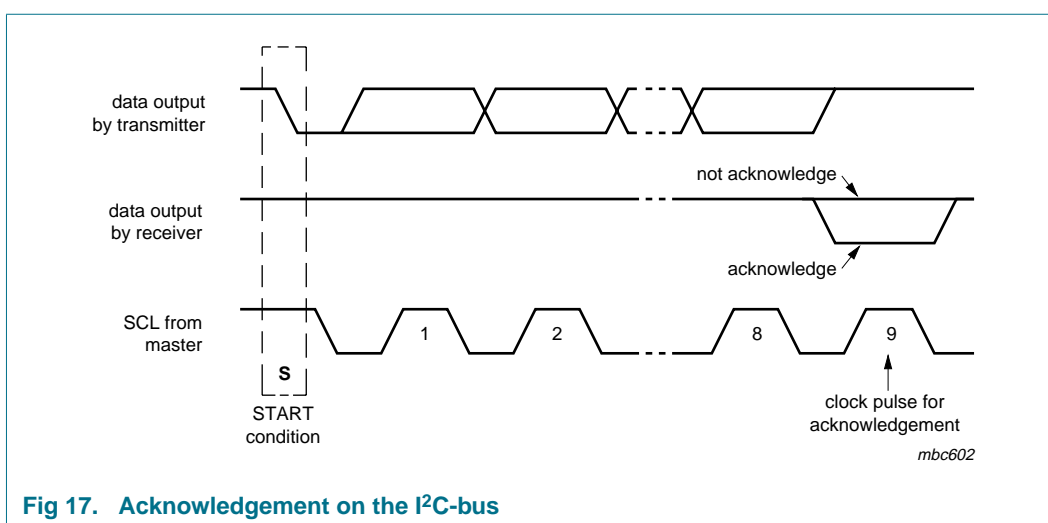 data output
by transmitter
not acknowledge
data output
by receiver
acknowledge
SCL from
master
1
2
8
9
S
START
condition
clock pulse for
acknowledgement
mbc602
Fig 17. Acknowledgement on the I²C-bus